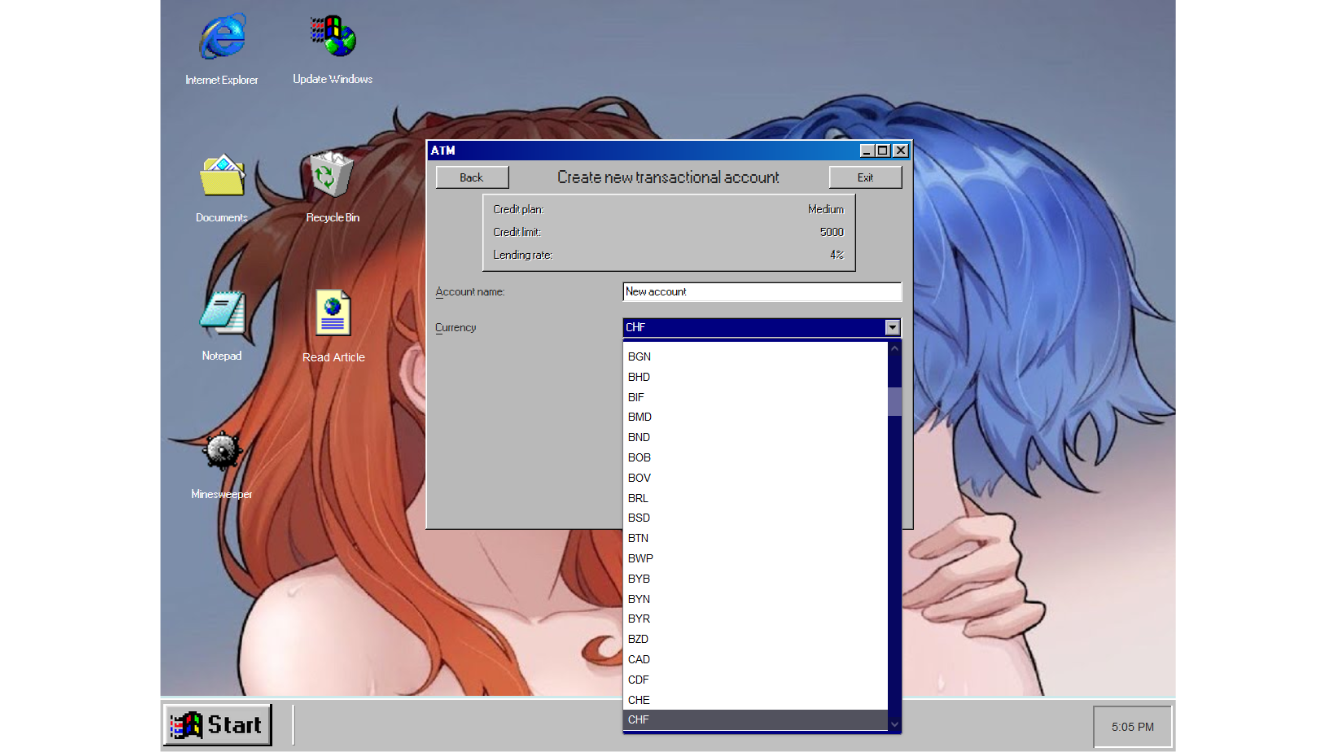 Internet Explorer
Update Windows
Documents
Recycle Bin
Notepad
Read Article
Minesweeper
ATM
Back
Create new transactional account
Exit
Credit plan:
Medium
Credit limit:
5000
Lending rate:
4%
Account name:
New account
Currency
CHF
BGN
BHD
BIF
BMD
BND
BOB
BOV
BRL
BSD
BTN
BWP
BYB
BYN
BYR
BZD
CAD
CDF
CHE
CHF
Start
5:05 PM